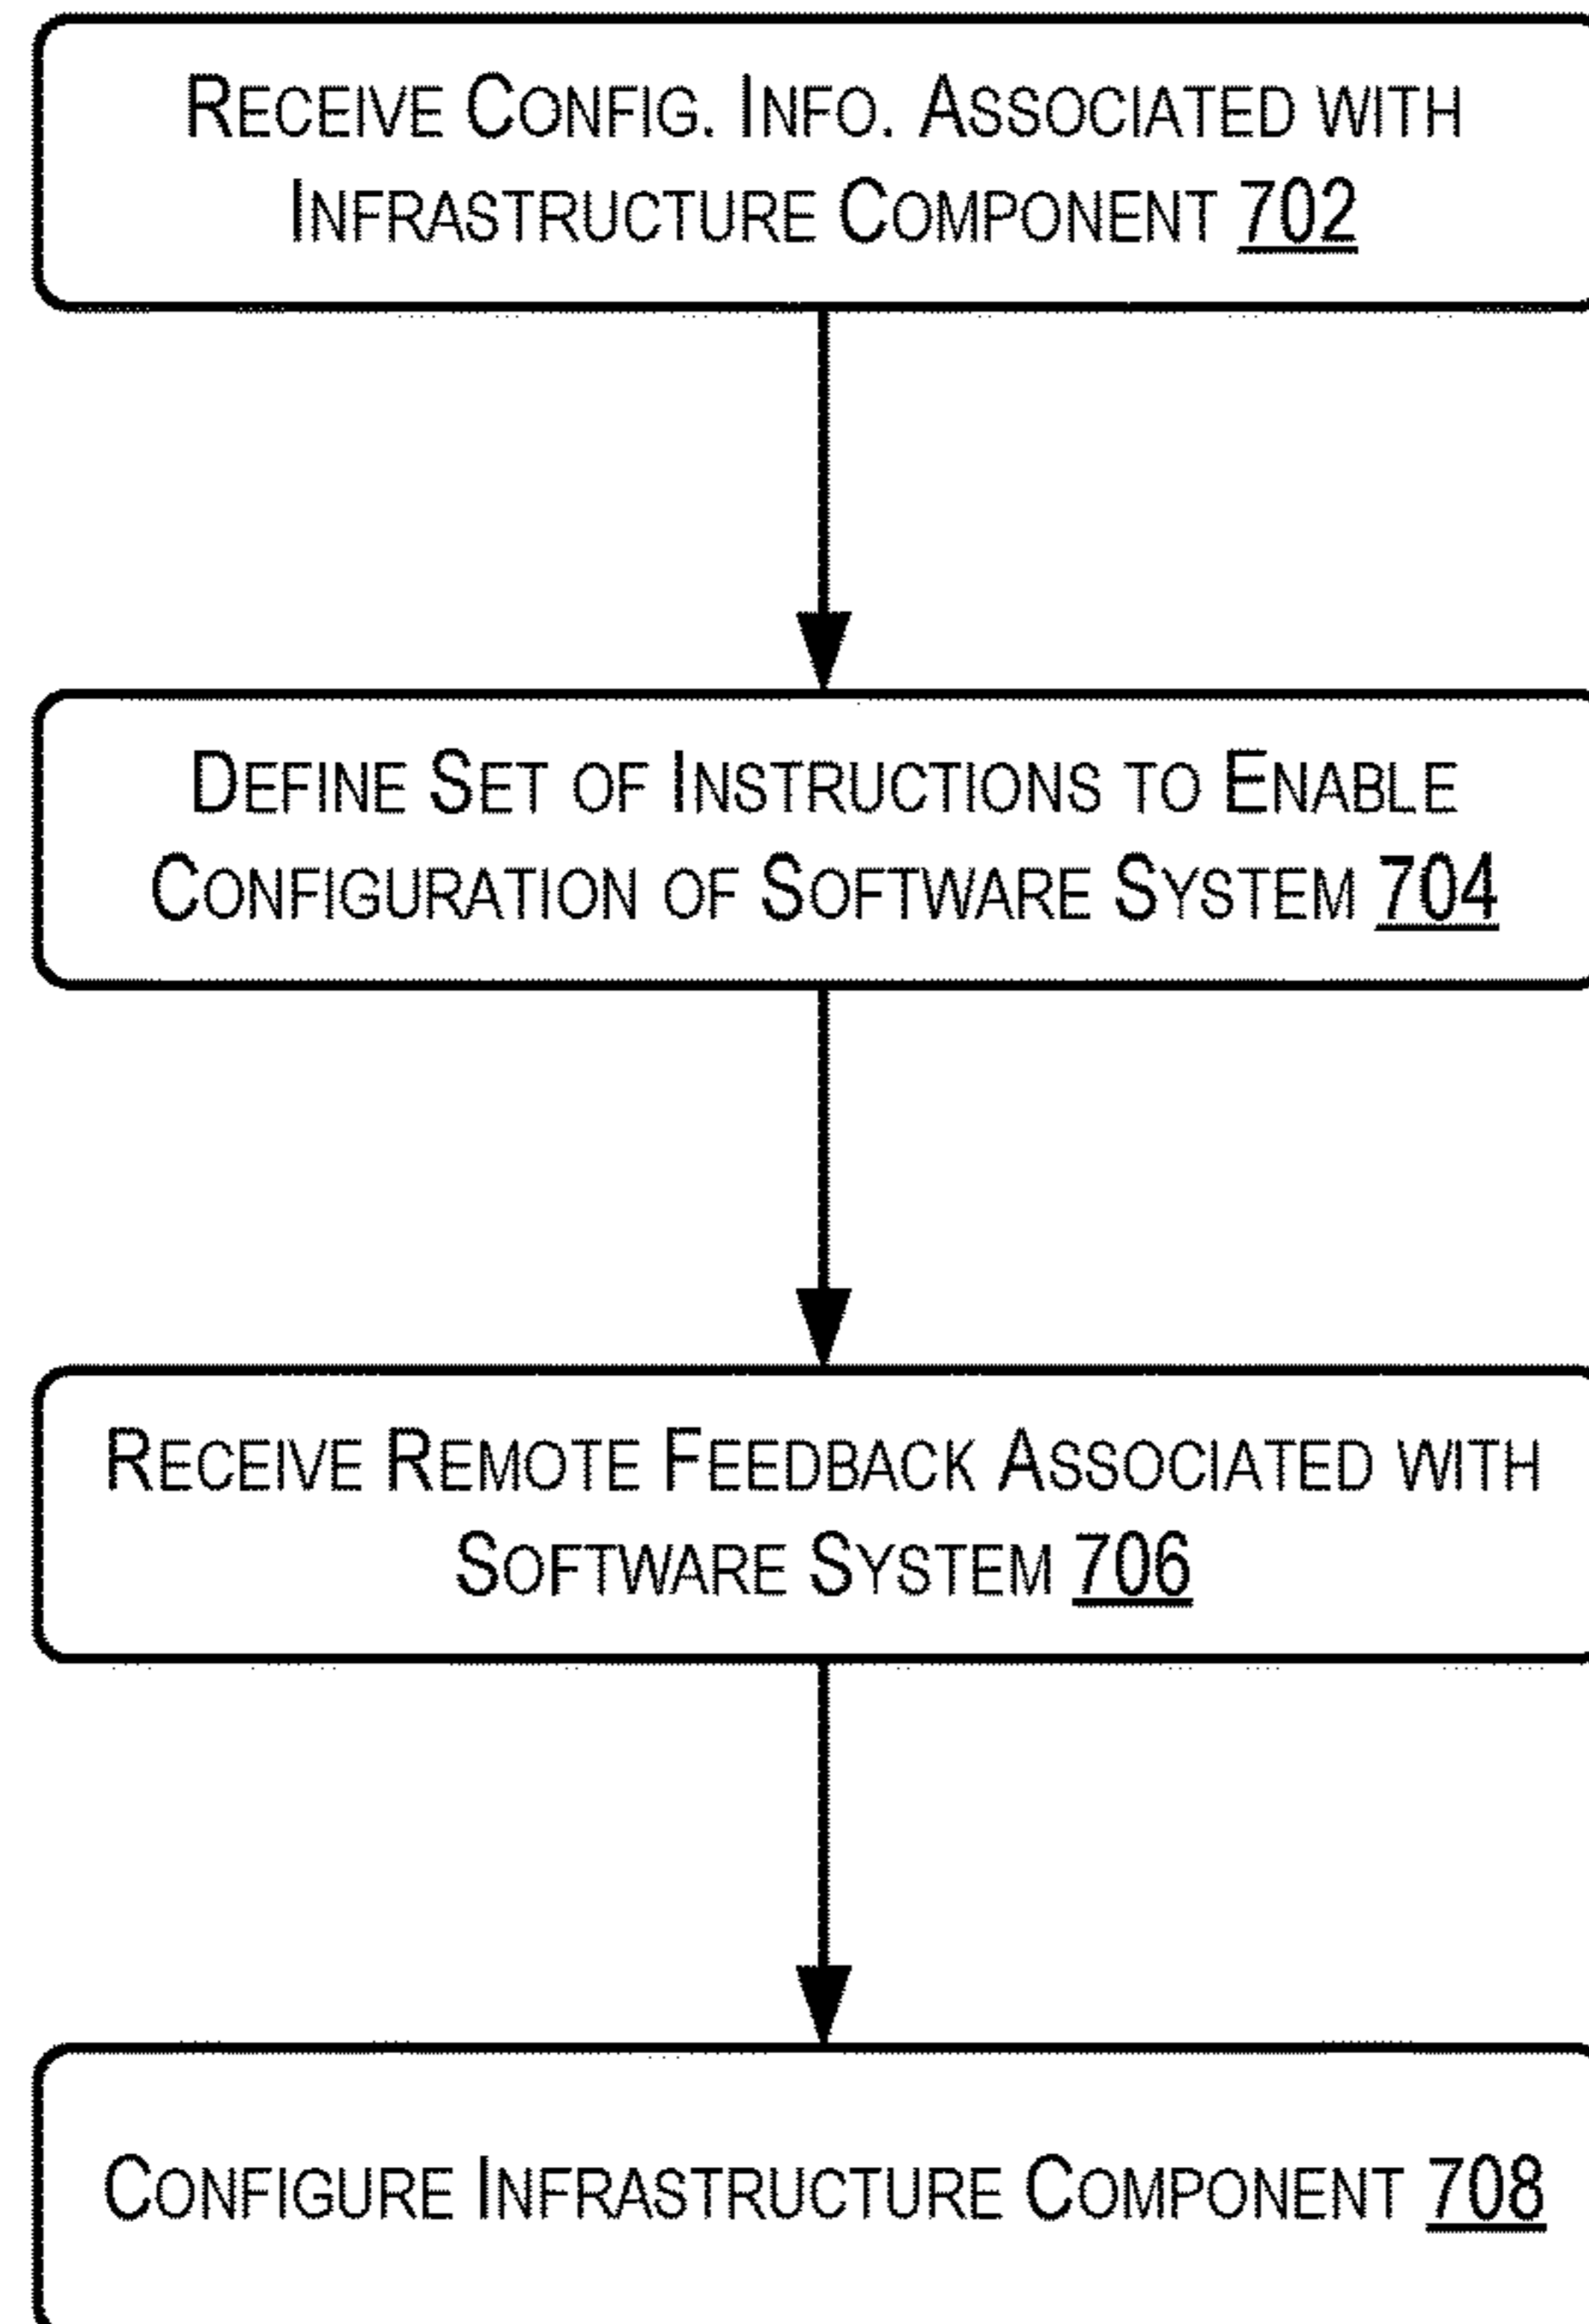 RECEIVE CONFIG. INFO. ASSOCIATED WITH
INFRASTRUCTURE COMPONENT 702
DEFINE SET OF INSTRUCTIONS TO ENABLE
CONFIGURATION OF SOFTWARE SYSTEM 704
RECEIVE REMOTE FEEDBACK ASSOCIATED WITH
SOFTWARE SYSTEM 706
CONFIGURE INFRASTRUCTURE COMPONENT 708